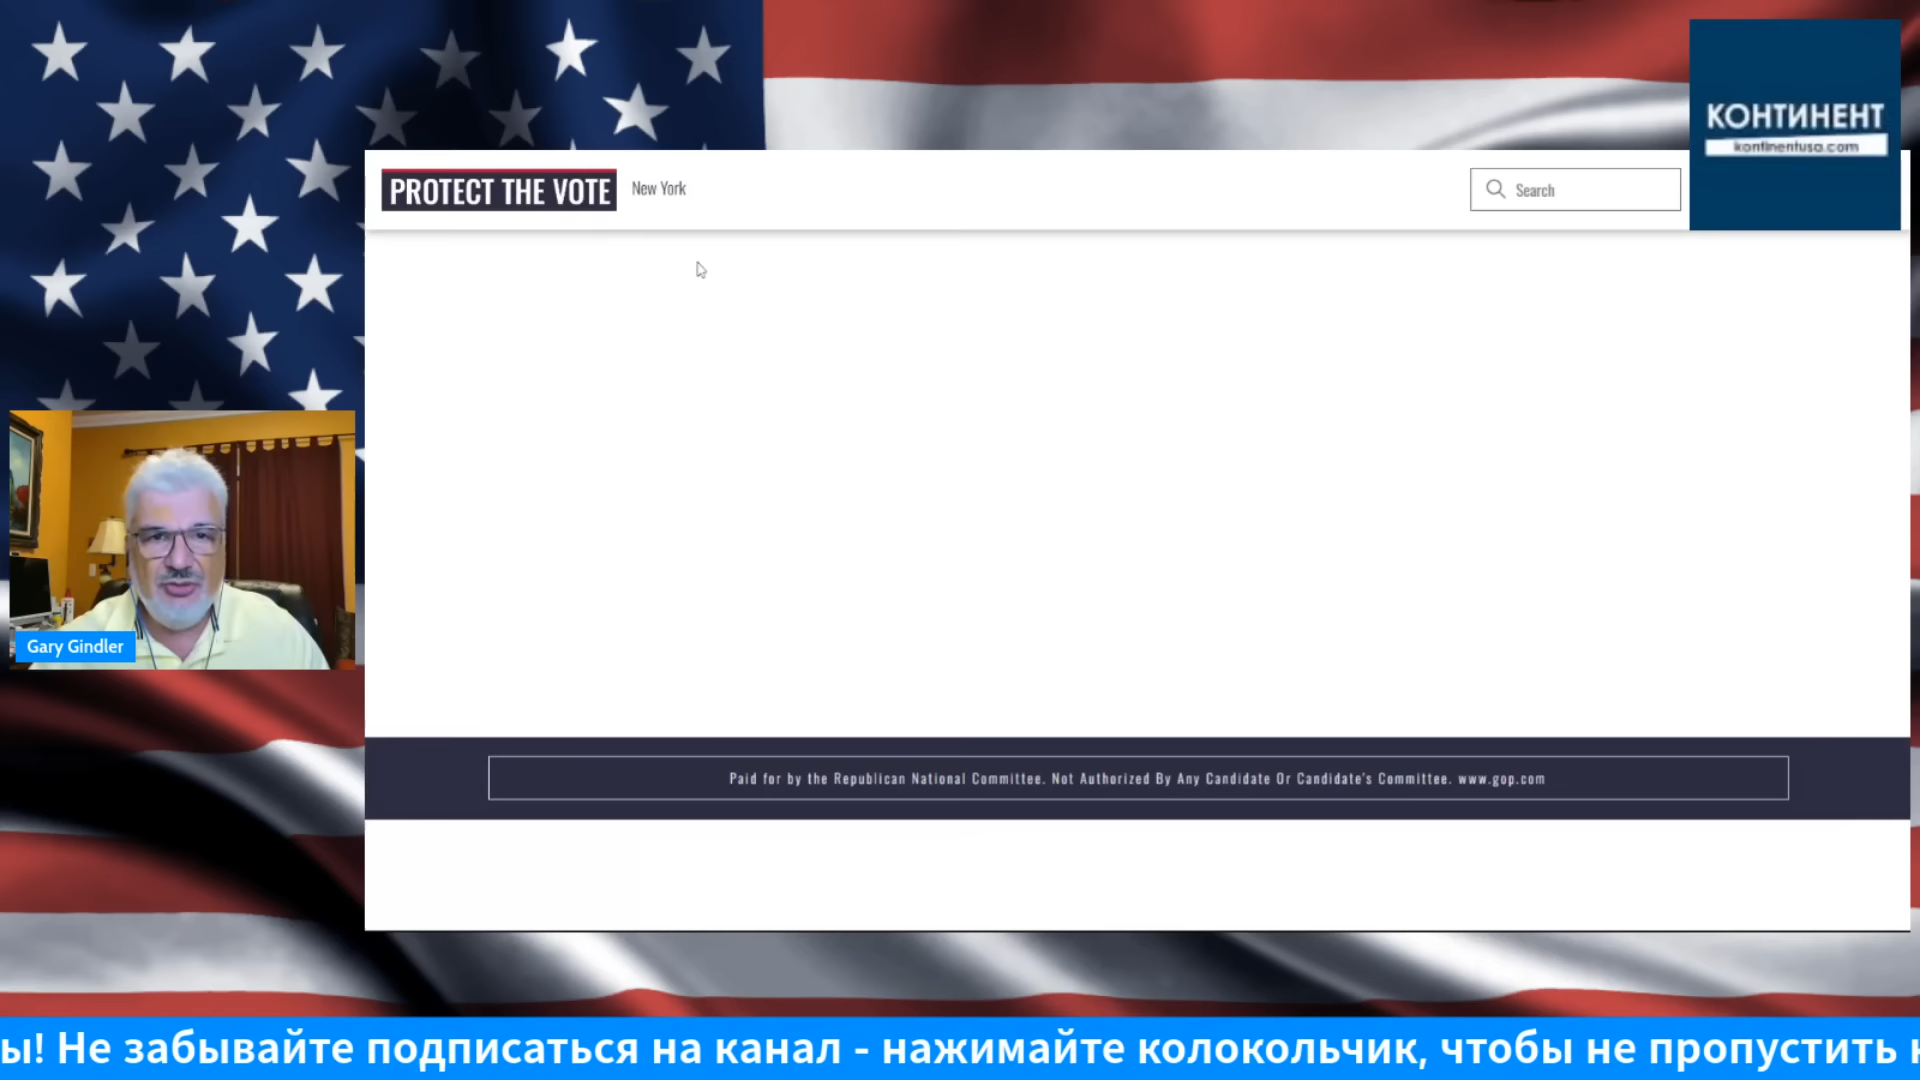 КОНТИНЕНТ
kontinentusa.com
PROTECT THE VOTE
New York
Search
Gary Gindler
Paid for by the Republican National Committee. Not Authorized By Any Candidate Or Candidate's Committee. www.gop.com
ы! Не забывайте подписаться на канал - нажимайте колокольчик, чтобы не пропустить